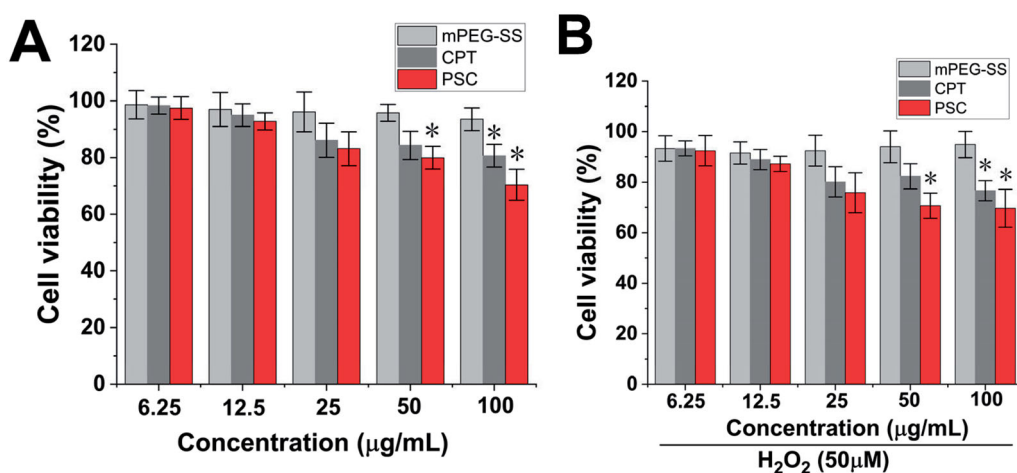 A
mPEG-SS
CPT
PSC
120
100
80
60
40
20
0
Cell viability (%)
* * *
6.25 12.5 25 50 100
Concentration (µg/mL)
B
mPEG-SS
CPT
PSC
120
100
80
60
40
20
0
Cell viability (%)
* * *
6.25 12.5 25 50 100
Concentration (µg/mL)
H₂O₂ (50µM)